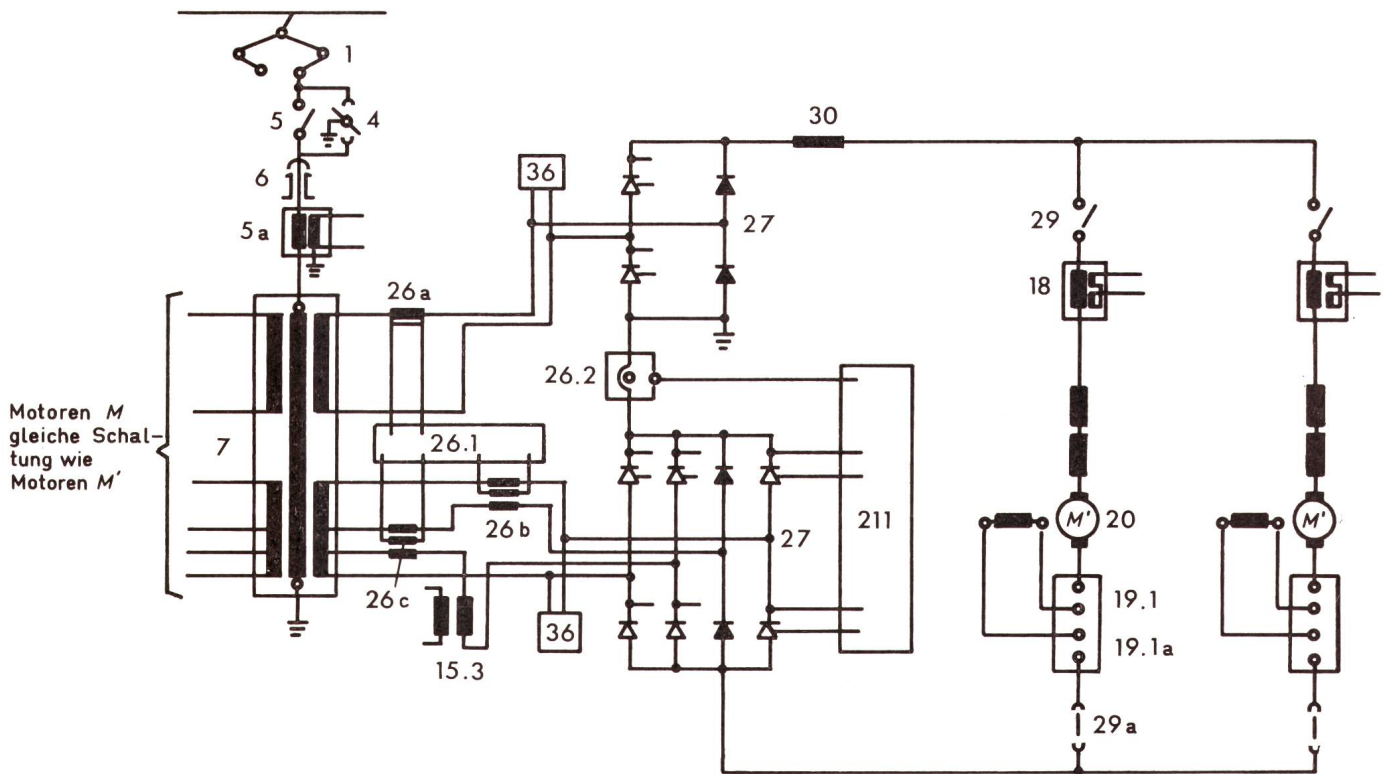 1
5
4
6
5a
36
30
27
29
18
26a
26.2
Motoren M
gleiche Schal-
tung wie
Motoren M'
7
26.1
26b
27
211
M'
20
M'
26c
36
15.3
19.1
19.1a
29a